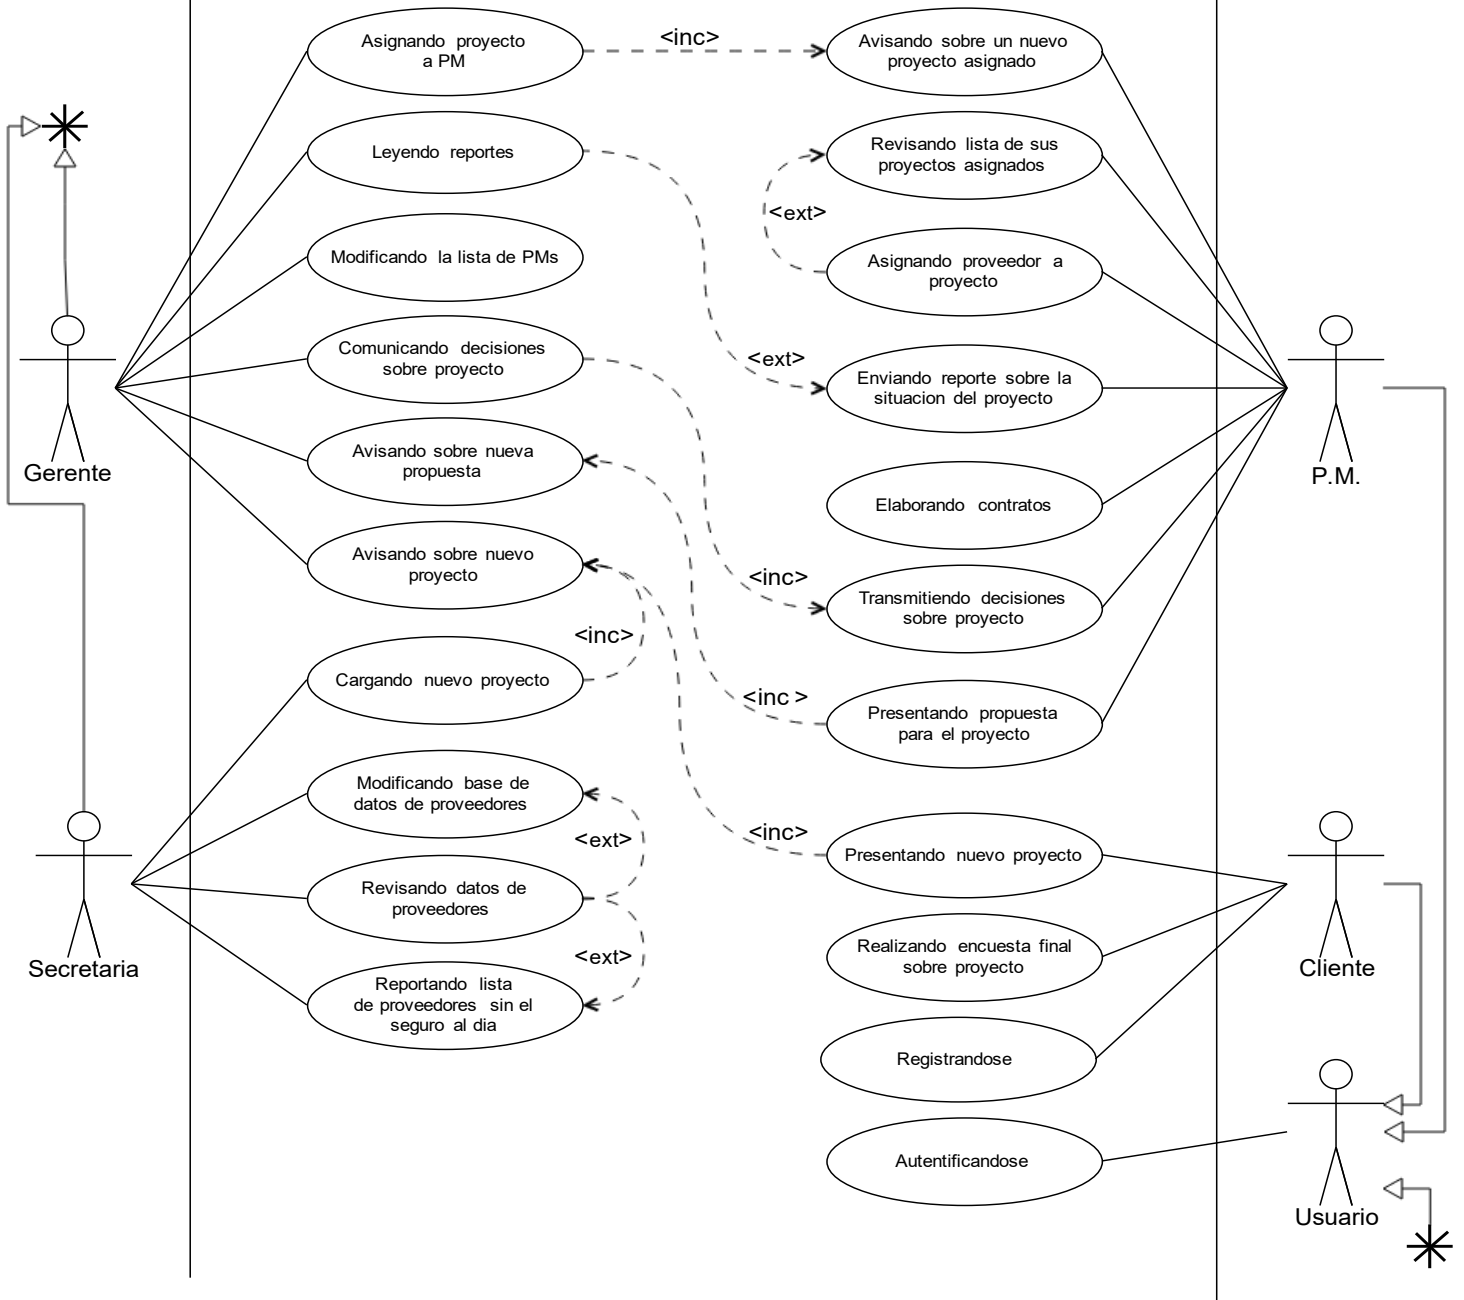 Asignando proyecto
a PM
<inc>
Avisando sobre un nuevo
proyecto asignado
Leyendo reportes
Revisando lista de sus
proyectos asignados
<ext>
Modificando la lista de PMs
Asignando proveedor a
proyecto
Comunicando decisiones
sobre proyecto
<ext>
Enviando reporte sobre la
situacion del proyecto
Gerente
P.M.
Avisando sobre nueva
propuesta
Elaborando contratos
Avisando sobre nuevo
proyecto
<inc>
Transmitiendo decisiones
sobre proyecto
<inc>
Cargando nuevo proyecto
<inc >
Presentando propuesta
para el proyecto
Modificando base de
datos de proveedores
<ext>
<inc>
Presentando nuevo proyecto
Revisando datos de
proveedores
<ext>
Realizando encuesta final
sobre proyecto
Secretaria
Cliente
Reportando lista
de proveedores sin el
seguro al dia
Registrandose
Autentificandose
Usuario